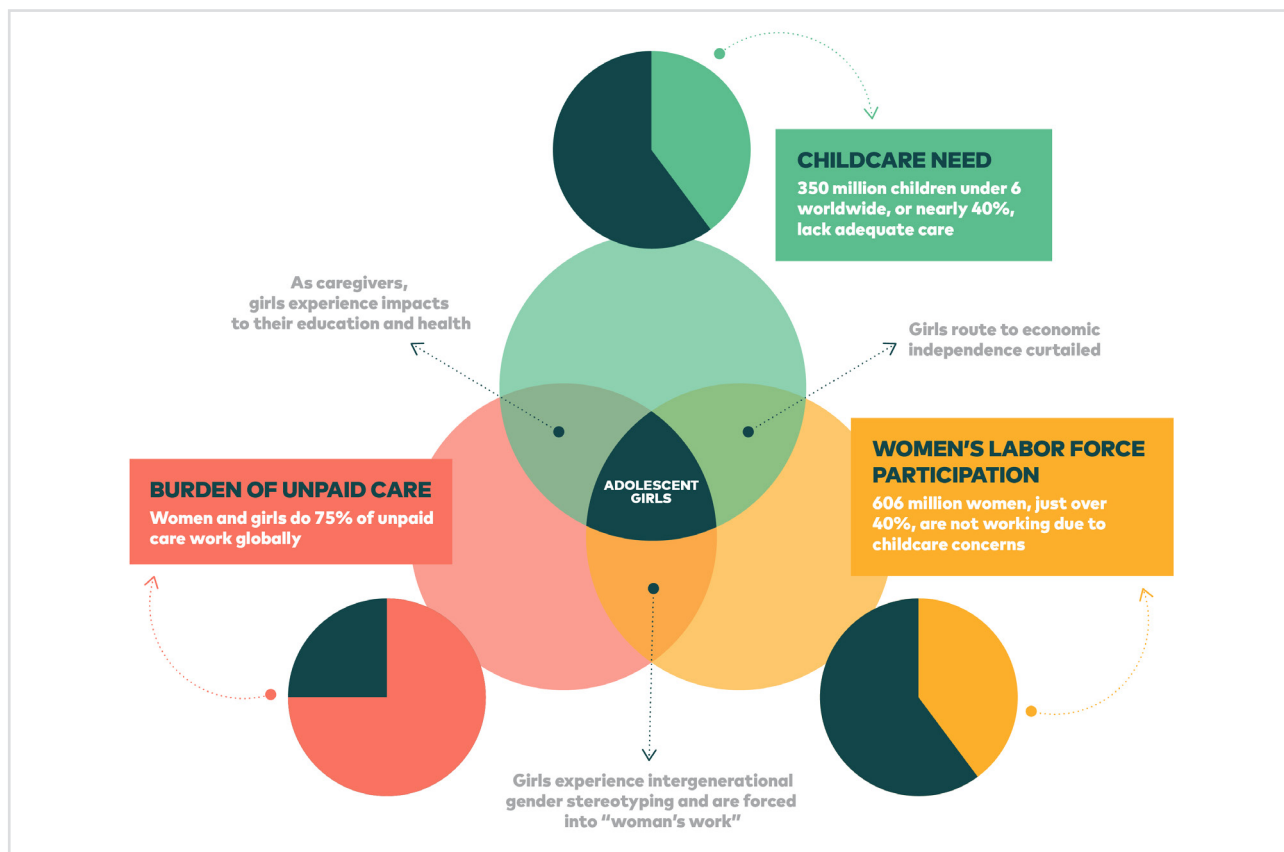 CHILDCARE NEED
350 million children under 6
worldwide, or nearly 40%,
lack adequate care
As caregivers,
girls experience impacts
to their education and health
Girls route to economic
independence curtailed
WOMEN’S LABOR FORCE
PARTICIPATION
606 million women, just over
40%, are not working due to
childcare concerns
BURDEN OF UNPAID CARE
Women and girls do 75% of unpaid
care work globally
ADOLESCENT
GIRLS
Girls experience intergenerational
gender stereotyping and are forced
into “woman’s work”